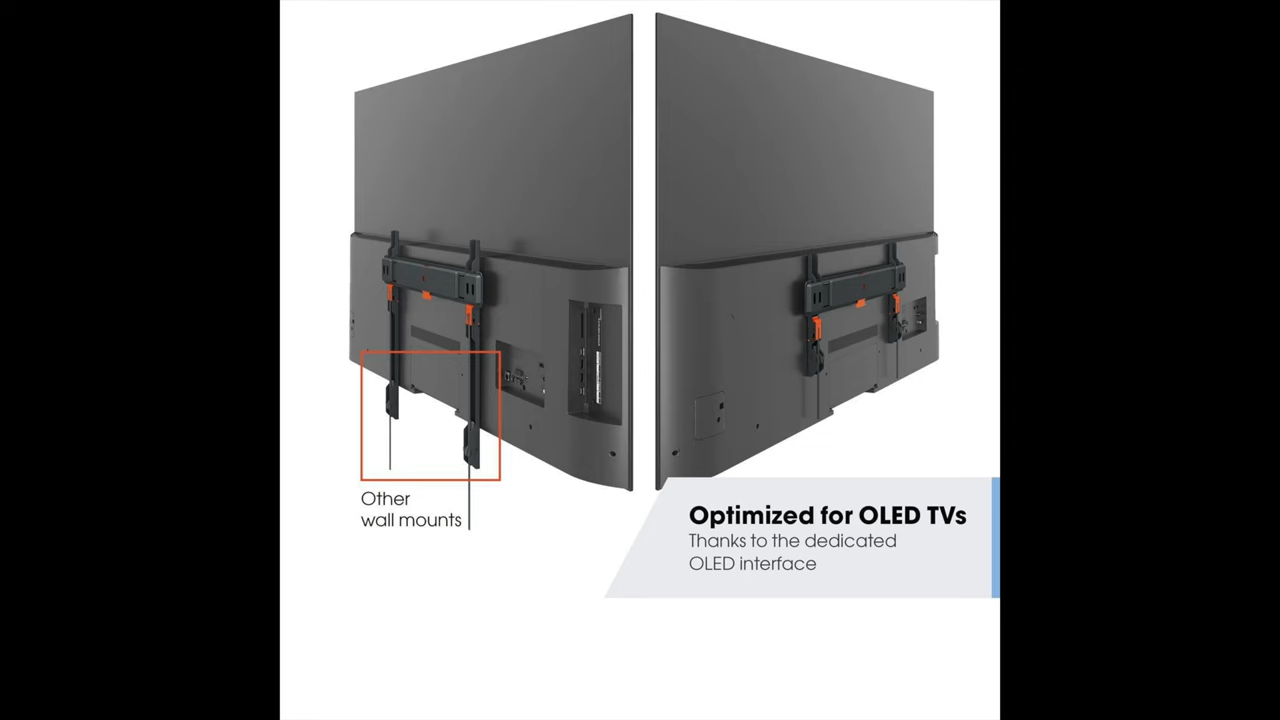 Other
wall mounts
Optimized for OLED TVs
Thanks to the dedicated
OLED interface